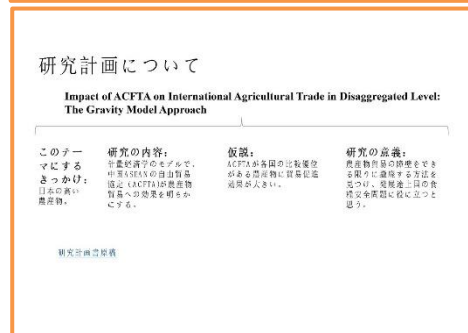 研究計画について
Impact of ACFTA on International Agricultural Trade in Disaggregated Level:
The Gravity Model Approach
このテー
マにする
きっかけ:
日本の高い
農産物。
研究の内容:
計量経済学のモデルで、
中国ASEANの自由貿易
協定（ACFTA)が農産物
貿易への効果を明らか
にする。
仮説:
ACFTAが各国の比較優位
がある農産物に貿易促進
効果が大きい。
研究の意義:
農産物貿易の障壁をでき
る限りに撤廃する方法を
見つけ、発展途上国の食
糧安全問題に役に立つと
思う。
研究計画書原稿